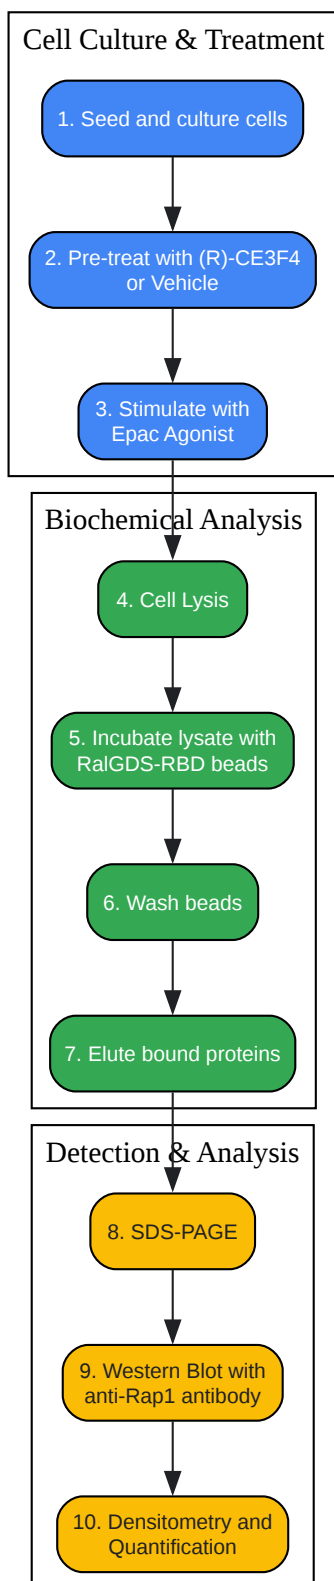 Cell Culture & Treatment
1. Seed and culture cells
2. Pre-treat with (R)-CE3F4
or Vehicle
3. Stimulate with
Epac Agonist
Biochemical Analysis
4. Cell Lysis
5. Incubate lysate with
RalGDS-RBD beads
6. Wash beads
7. Elute bound proteins
Detection & Analysis
8. SDS-PAGE
9. Western Blot with
anti-Rap1 antibody
10. Densitometry and
Quantification